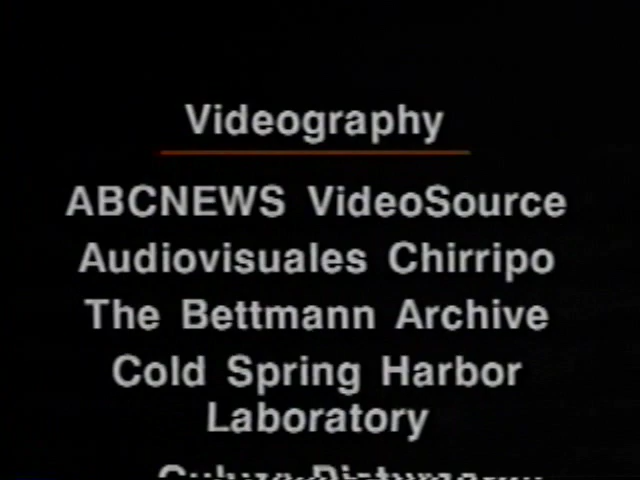 Videography
ABCNEWS VideoSource
Audiovisuales Chirripo
The Bettmann Archive
Cold Spring Harbor
Laboratory